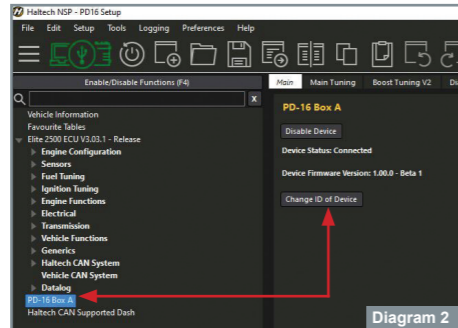 Haltech NSP - PD16 Setup
File Edit Setup Tools Logging Preferences Help
Enable/Disable Functions (F4)
X
Vehicle Information
Favourite Tables
Elite 2500 ECU V3.03.1 - Release
Engine Configuration
Sensors
Fuel Tuning
Ignition Tuning
Engine Functions
Electrical
Transmission
Vehicle Functions
Generics
Haltech CAN System
Vehicle CAN System
Datalog
PD-16 Box A
Haltech CAN Supported Dash
Main Main Tuning Boost Tuning V2
PD-16 Box A
Disable Device
Device Status: Connected
Device Firmware Version: 1.00.0 - Beta 1
Change ID of Device
Diagram 2